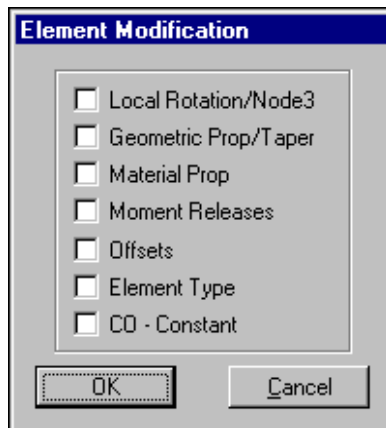 Element Modification
Local Rotation/Node3
Geometric Prop/Taper
Material Prop
Moment Releases
Offsets
Element Type
CO - Constant
OK Cancel